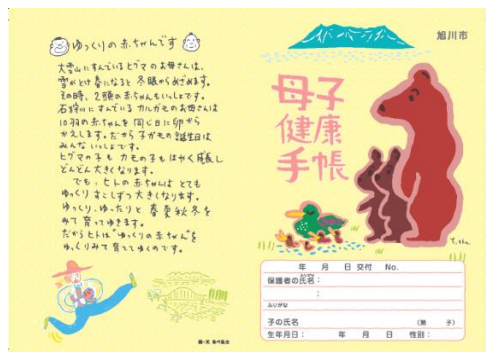 ゆっくりの赤ちゃんです
大雪山にすんでいるヒグマのお母さんは、
雪がとけ春になると冬眠からめざめます。
その時、2頭の赤ちゃんもいっしょです。
石狩川にすんでいるカルガモのお母さんは
10羽の赤ちゃんを同じ日に卵から
かえします。だから子ガモの誕生日は
みんないっしょです。
ヒグマの子もカモの子もはやく成長し
どんどん大きくなります。
でも、ヒトの赤ちゃんはとても
ゆっくりすこしずつ大きくなります。
ゆっくり、ゆったりと春夏秋冬を
みて育ってゆきます。
だからヒトは"ゆっくりの赤ちゃん"を
ゆっくりみて育ててゆくのです。
絵・文 あべ弘士
旭川市
母子
健康
手帳
年 月 日交付 No.
保護者の氏名:
:
ふりがな
子の氏名 (第 子)
生年月日: 年 月 日 性別: